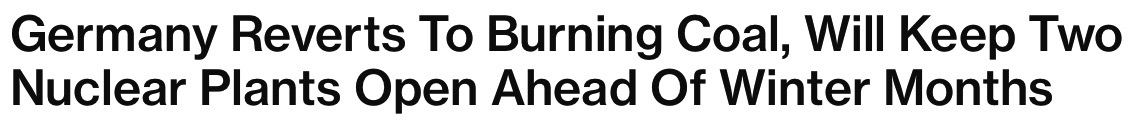 Germany Reverts To Burning Coal, Will Keep Two
Nuclear Plants Open Ahead Of Winter Months